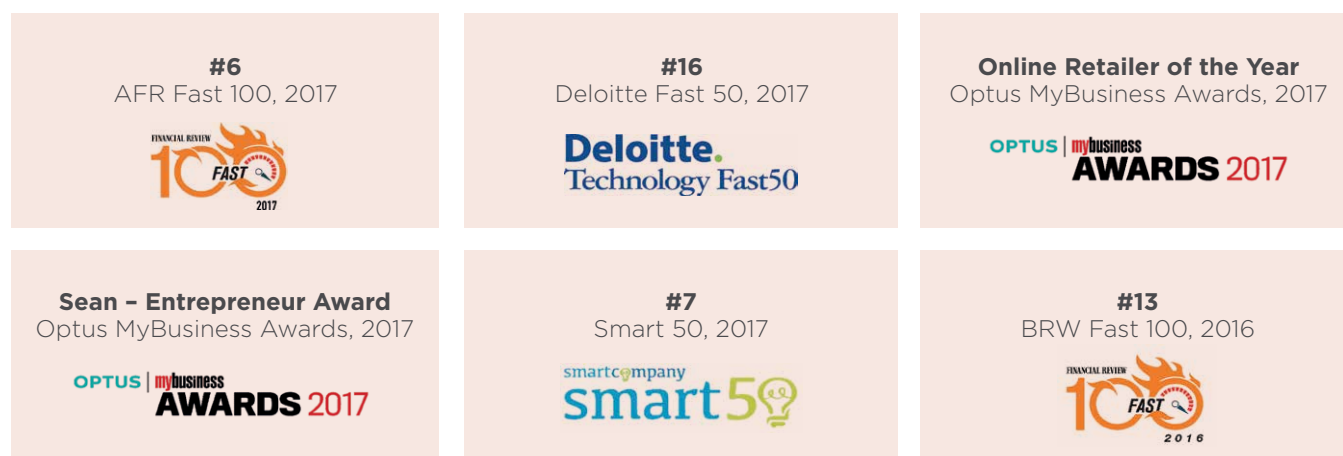 #6
AFR Fast 100, 2017
FINANCIAL REVIEW
100
FAST
2017
#16
Deloitte Fast 50, 2017
Deloitte.
Technology Fast50
Online Retailer of the Year
Optus MyBusiness Awards, 2017
OPTUS | mybusiness
AWARDS 2017
Sean – Entrepreneur Award
Optus MyBusiness Awards, 2017
OPTUS | mybusiness
AWARDS 2017
#7
Smart 50, 2017
smartcompany
smart50
#13
BRW Fast 100, 2016
FINANCIAL REVIEW
100
FAST
2016